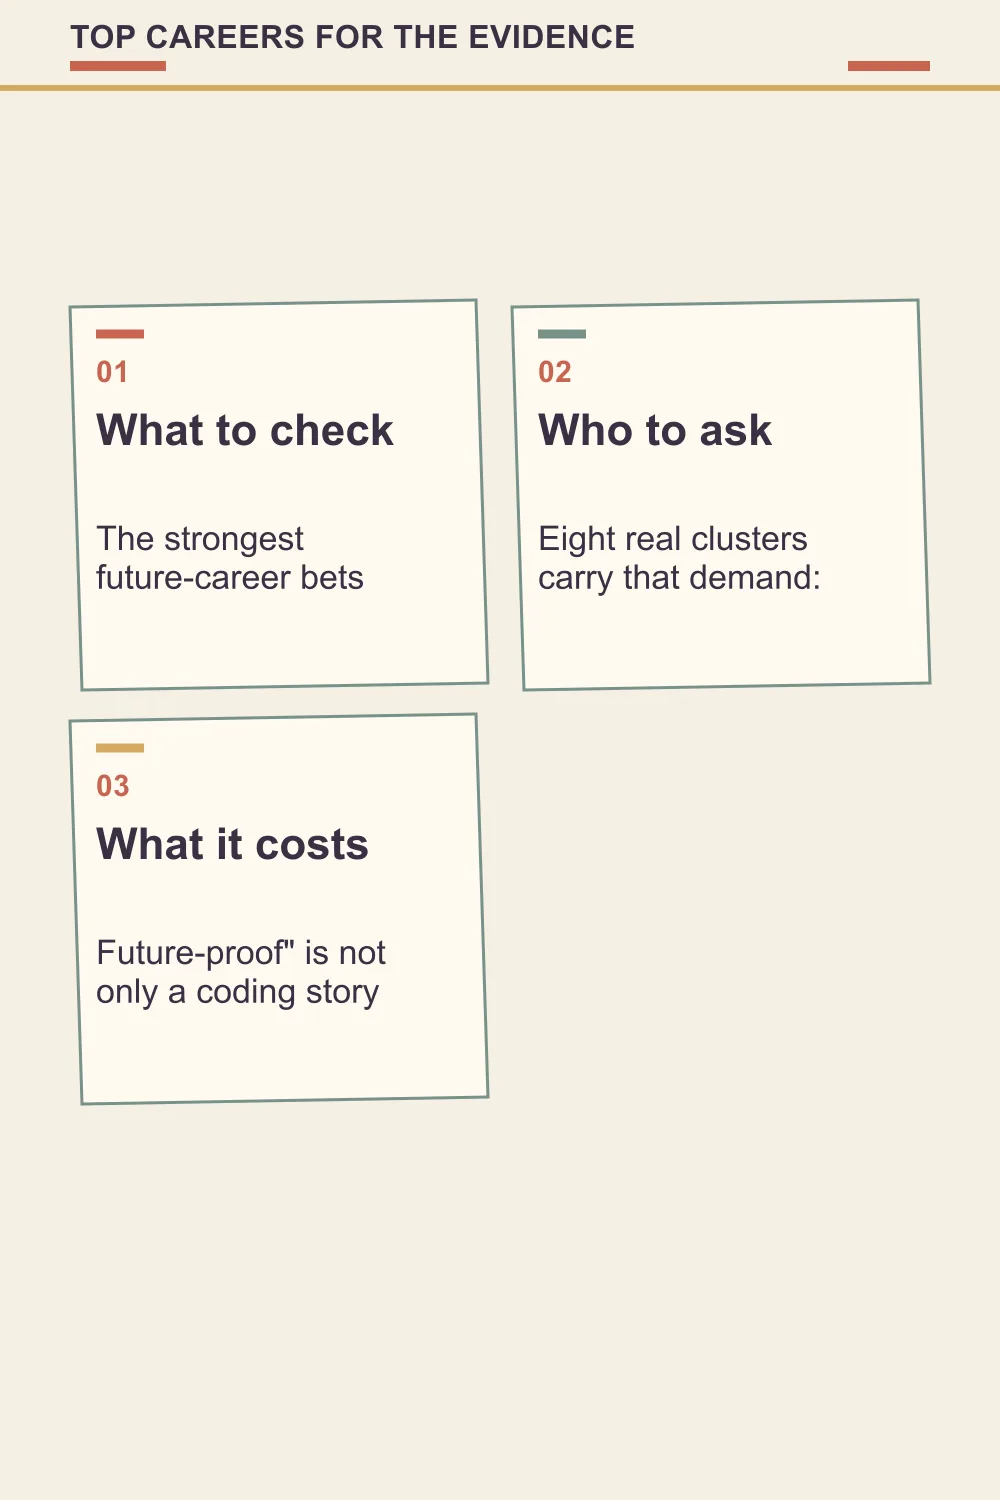 TOP CAREERS FOR THE EVIDENCE
01
What to check
The strongest
future-career bets
02
Who to ask
Eight real clusters
carry that demand:
03
What it costs
Future-proof" is not
only a coding story